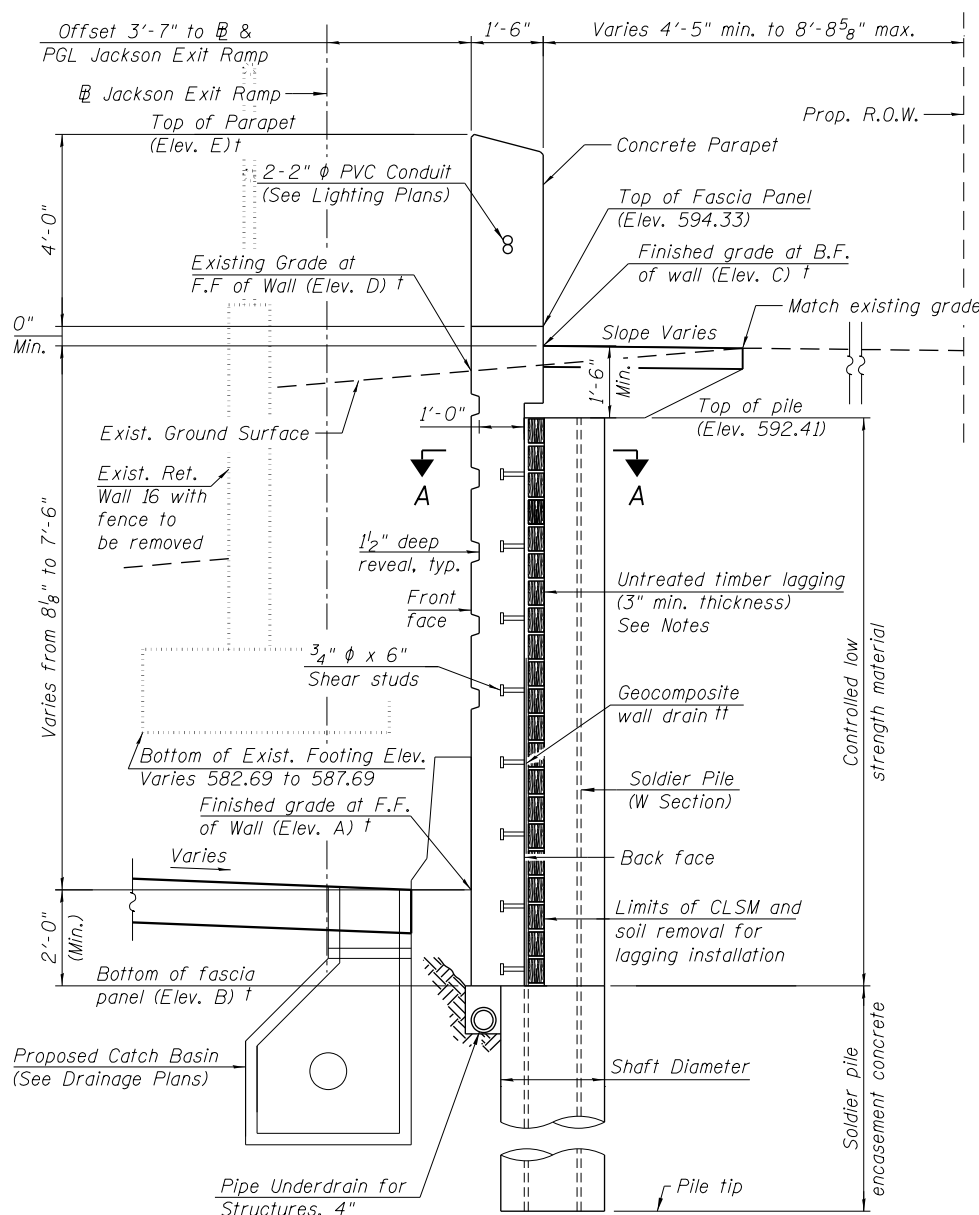 Offset 3'-7" to ℄ &
PGL Jackson Exit Ramp
1'-6"
Varies 4'-5" min. to 8'-8⅝" max.
Jackson Exit Ramp
Prop. R.O.W.
Top of Parapet
(Elev. E)†
Concrete Parapet
2-2" ϕ PVC Conduit
(See Lighting Plans)
Top of Fascia Panel
(Elev. 594.33)
4'-0"
Existing Grade at
F.F of Wall (Elev. D) †
Finished grade at B.F.
of wall (Elev. C) †
Match existing grade
0"
Min.
Slope Varies
1'-6"
Min.
1'-0"
Top of pile
(Elev. 592.41)
Exist. Ground Surface
A
A
Exist. Ret.
Wall 16 with
fence to
be removed
1½" deep
reveal, typ.
Untreated timber lagging
(3" min. thickness)
See Notes
Front
face
Varies from 8⅛" to 7'-6"
¾" ϕ x 6"
Shear studs
Geocomposite
wall drain ††
Controlled low
strength material
Bottom of Exist. Footing Elev.
Varies 582.69 to 587.69
Soldier Pile
(W Section)
Finished grade at F.F.
of Wall (Elev. A) †
Varies
Back face
2'-0"
(Min.)
Limits of CLSM and
soil removal for
lagging installation
Bottom of fascia
panel (Elev. B) †
Proposed Catch Basin
(See Drainage Plans)
Shaft Diameter
Soldier pile
encasement concrete
Pipe Underdrain for
Structures, 4"
Pile tip